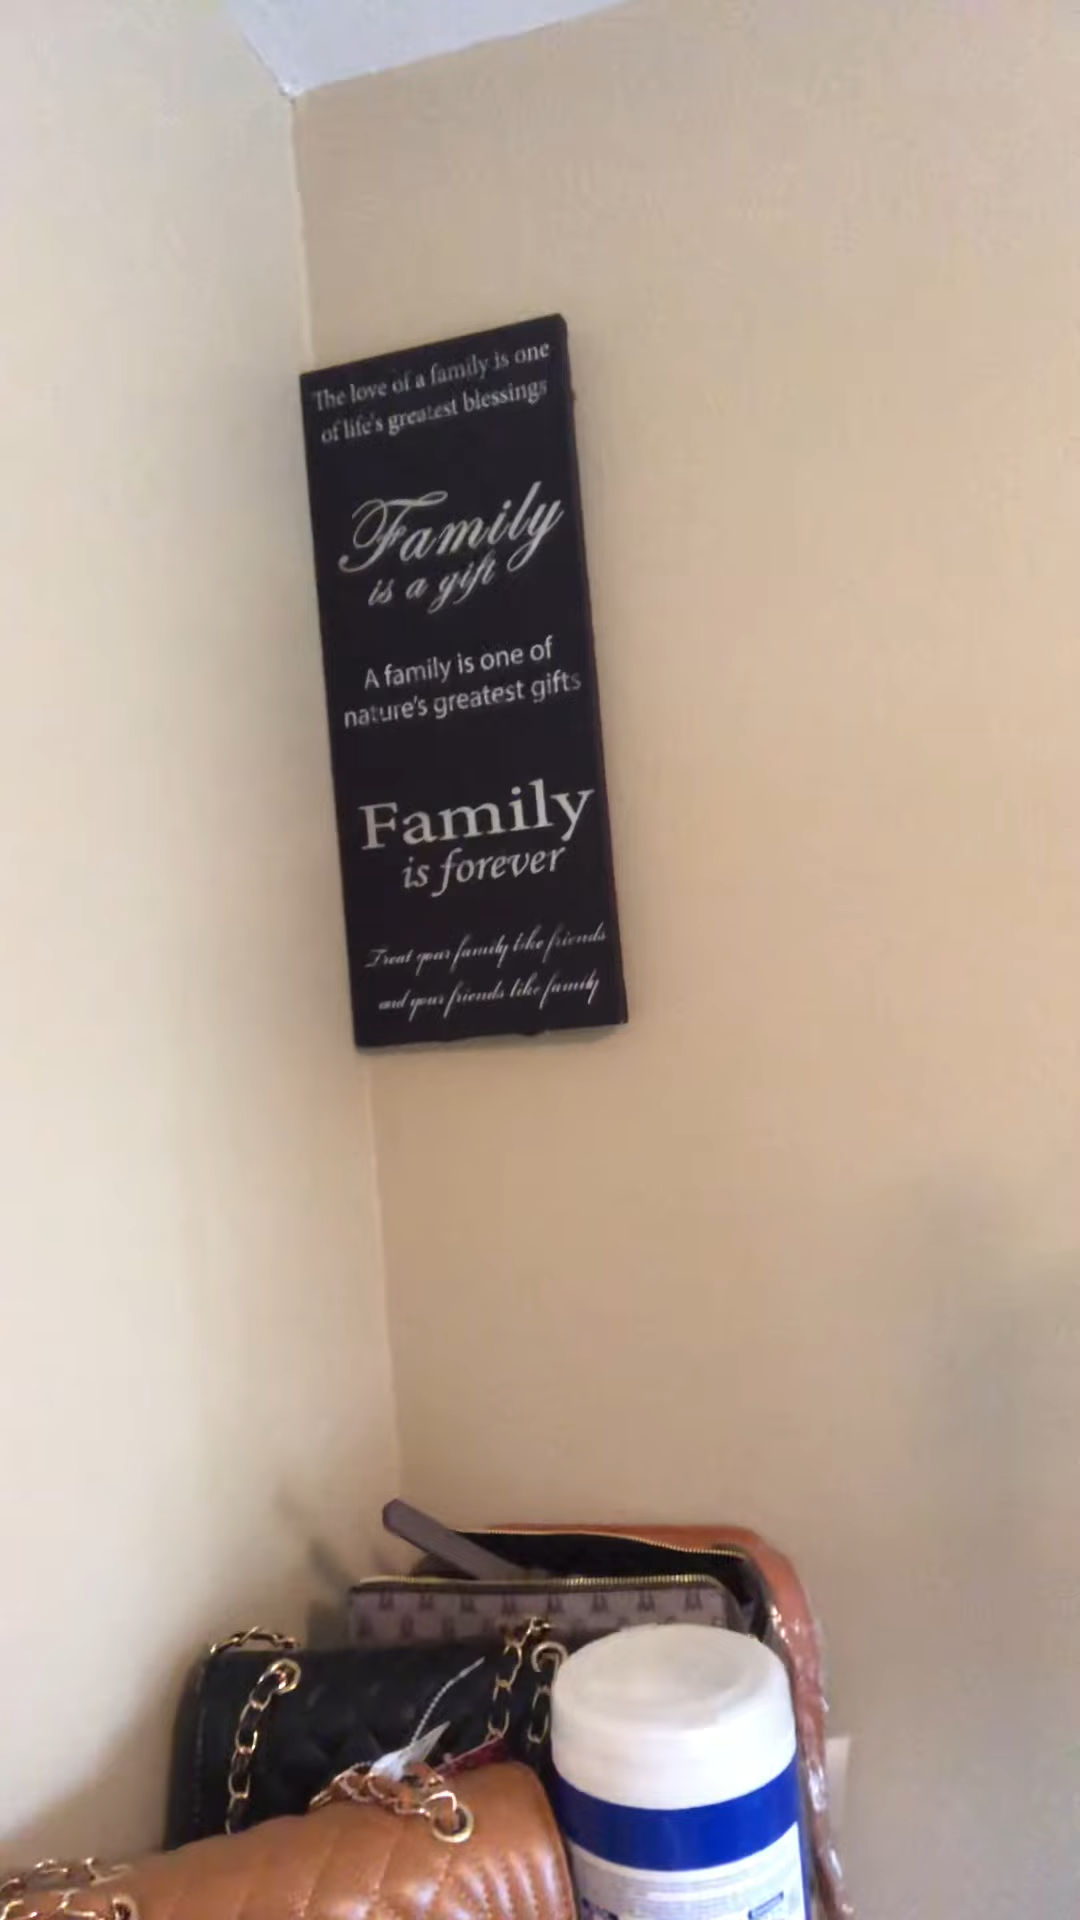 The love of a family is one
of life's greatest blessings
Family
is a gift
A family is one of
nature's greatest gifts
Family
is forever
Treat your family like friends
and your friends like family